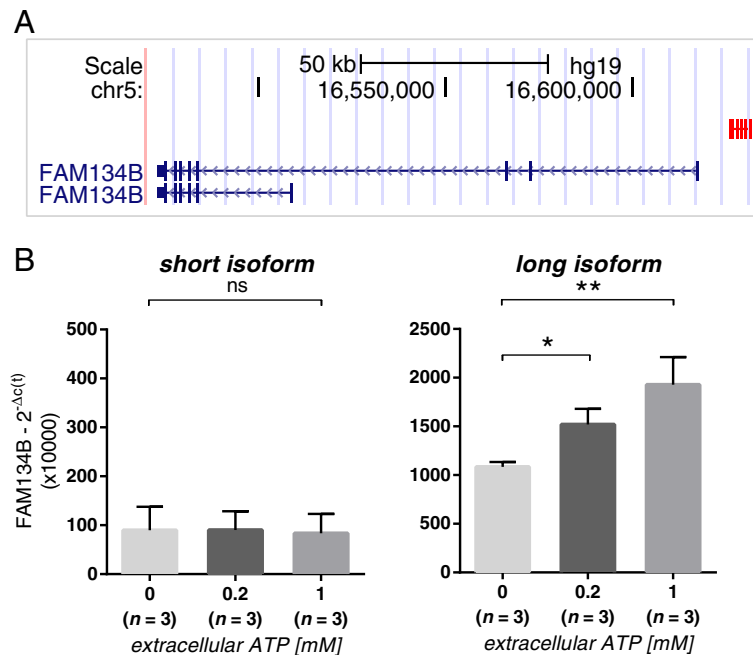 A
Scale 50 kb hg19
chr5: 16,550,000 16,600,000
FAM134B
FAM134B
B
short isoform
ns
FAM134B - 2^-Δc(t)
(x10000)
500
400
300
200
100
0
0 0.2 1
(n = 3) (n = 3) (n = 3)
extracellular ATP [mM]
long isoform
**
*
2500
2000
1500
1000
500
0
0 0.2 1
(n = 3) (n = 3) (n = 3)
extracellular ATP [mM]